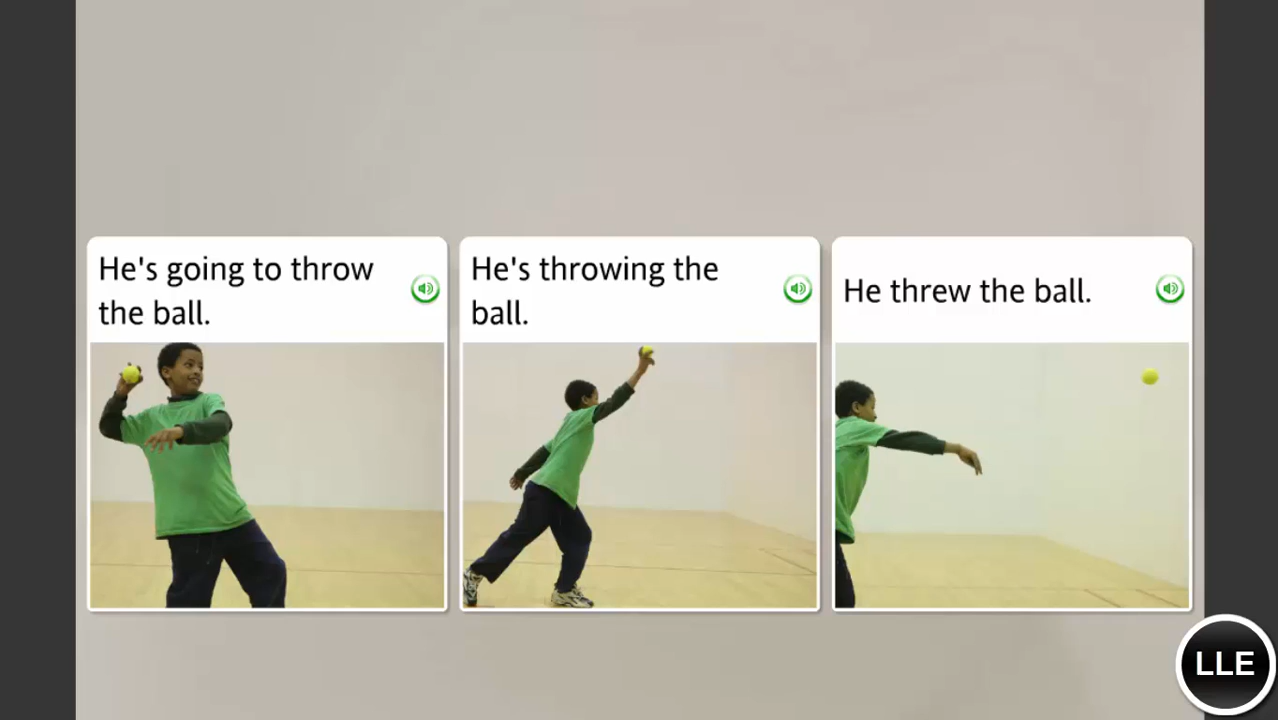 He's going to throw
the ball.
He's throwing the
ball.
He threw the ball.
LLE